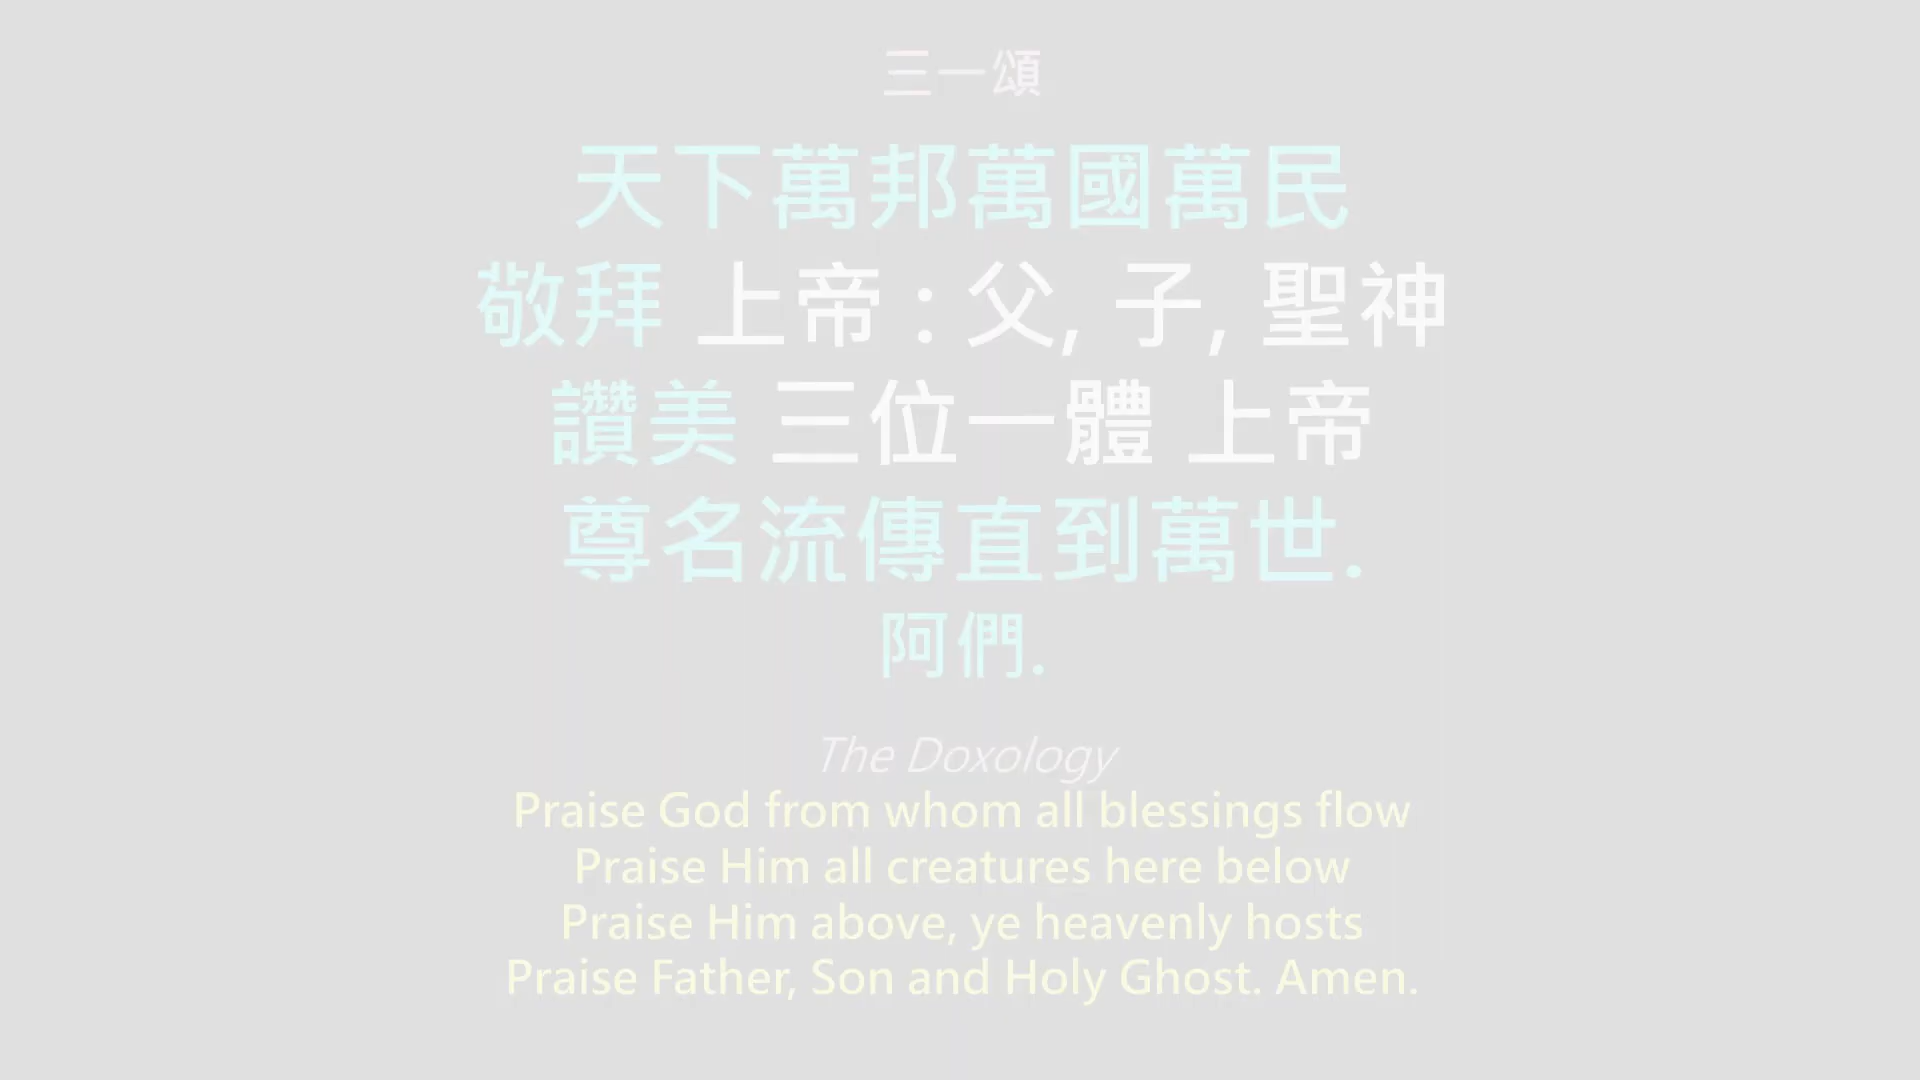 三一頌
天下萬邦萬國萬民
敬拜 上帝 : 父, 子, 聖神
讚美 三位一體 上帝
尊名流傳直到萬世.
阿們.
The Doxology
Praise God from whom all blessings flow
Praise Him all creatures here below
Praise Him above, ye heavenly hosts
Praise Father, Son and Holy Ghost. Amen.